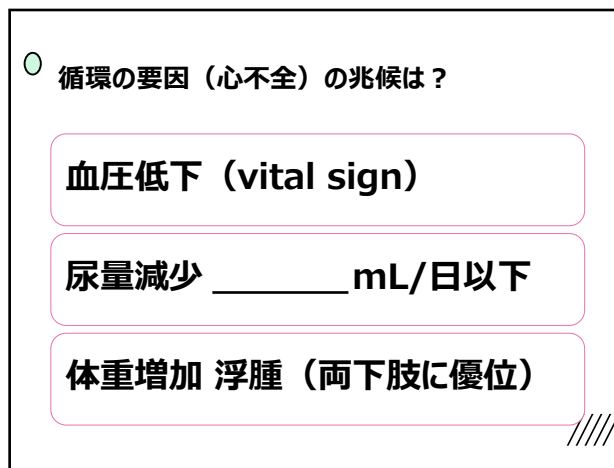 循環の要因（心不全）の兆候は？
血圧低下（vital sign）
尿量減少 _______mL/日以下
体重増加 浮腫（両下肢に優位）